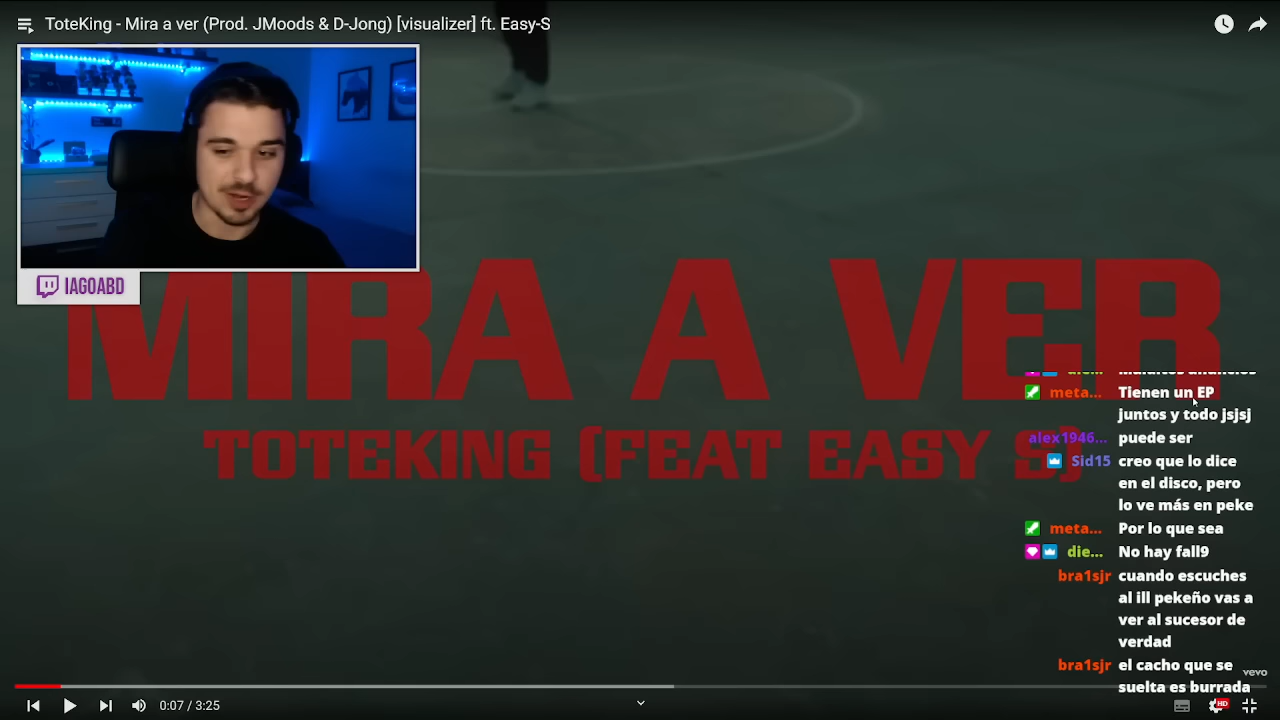 ToteKing - Mira a ver (Prod. JMoods & D-Jong) [visualizer] ft. Easy-S
IAGOABD
MIRA A VER
TOTEKING (FEAT EASY S)
Malditos anuncios
meta... Tienen un EP
juntos y todo jsjsj
alex1946... puede ser
Sid15 creo que lo dice
en el disco, pero
lo ve más en peke
meta... Por lo que sea
die... No hay fall9
bra1sjr cuando escuches
al ill pekeño vas a
ver al sucesor de
verdad
bra1sjr el cacho que se
suelta es burrada
vevo
0:07 / 3:25
HD